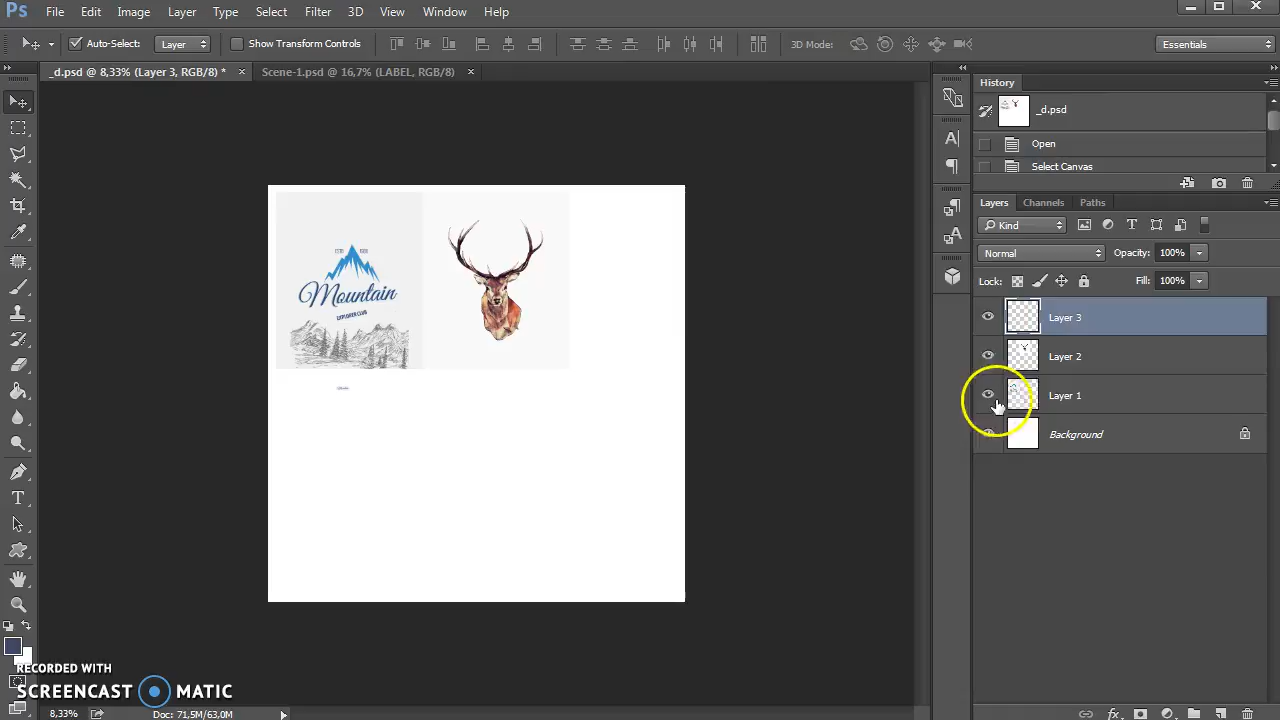 Ps File Edit Image Layer Type Select Filter 3D View Window Help
Auto-Select: Layer Show Transform Controls 3D Mode: Essentials
_d.psd @ 8,33% (Layer 3, RGB/8) * × Scene-1.psd @ 16,7% (LABEL, RGB/8) ×
History
_d.psd
Open
Select Canvas
Layers Channels Paths
Kind
Normal Opacity: 100%
Lock: Fill: 100%
Layer 3
Layer 2
Layer 1
Background
Mountain
EXPLORER CLUB
RECORDED WITH
SCREENCAST MATIC
8,33% Doc: 71,5M/63,0M